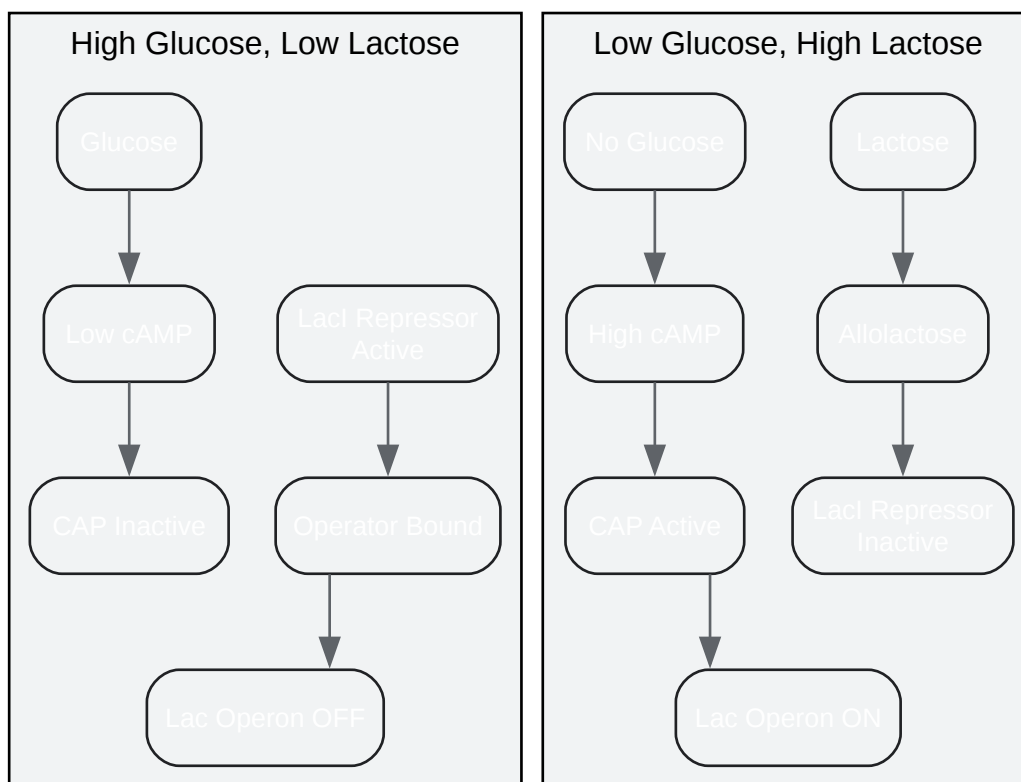 High Glucose, Low Lactose
Glucose
Low cAMP
LacI Repressor
Active
CAP Inactive
Operator Bound
Lac Operon OFF
Low Glucose, High Lactose
No Glucose
Lactose
High cAMP
Allolactose
CAP Active
LacI Repressor
Inactive
Lac Operon ON